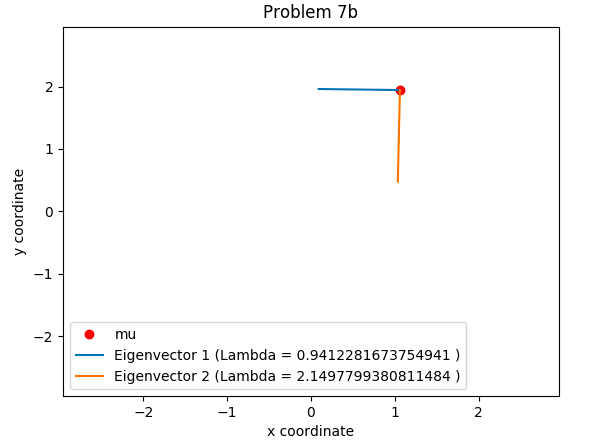 Problem 7b
y coordinate
2
1
0
−1
−2
mu
Eigenvector 1 (Lambda = 0.9412281673754941 )
Eigenvector 2 (Lambda = 2.1497799380811484 )
−2 −1 0 1 2
x coordinate